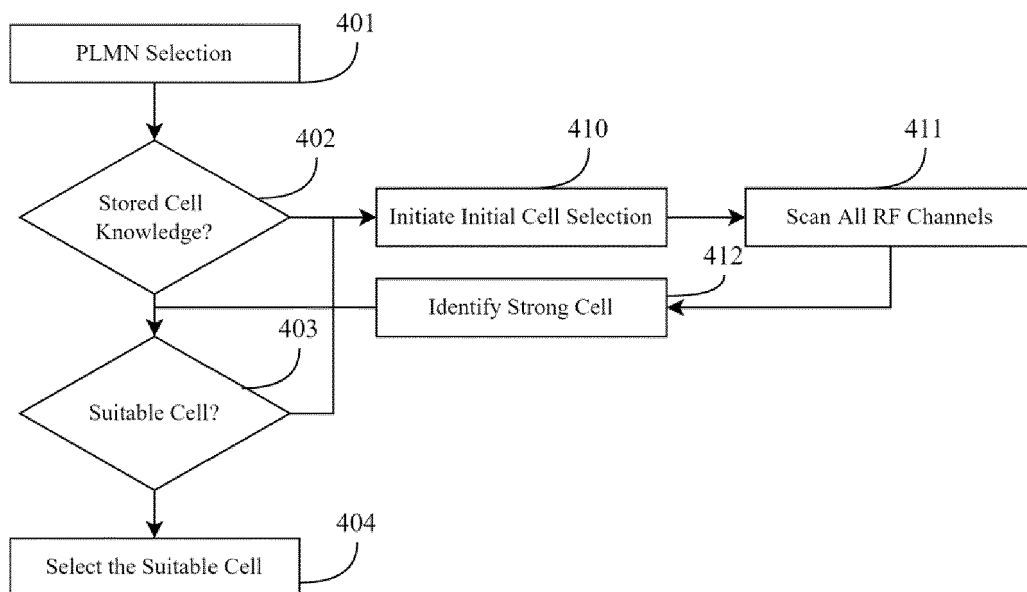 PLMN Selection
401
402
Stored Cell
Knowledge?
410
Initiate Initial Cell Selection
411
Scan All RF Channels
412
Identify Strong Cell
403
Suitable Cell?
404
Select the Suitable Cell